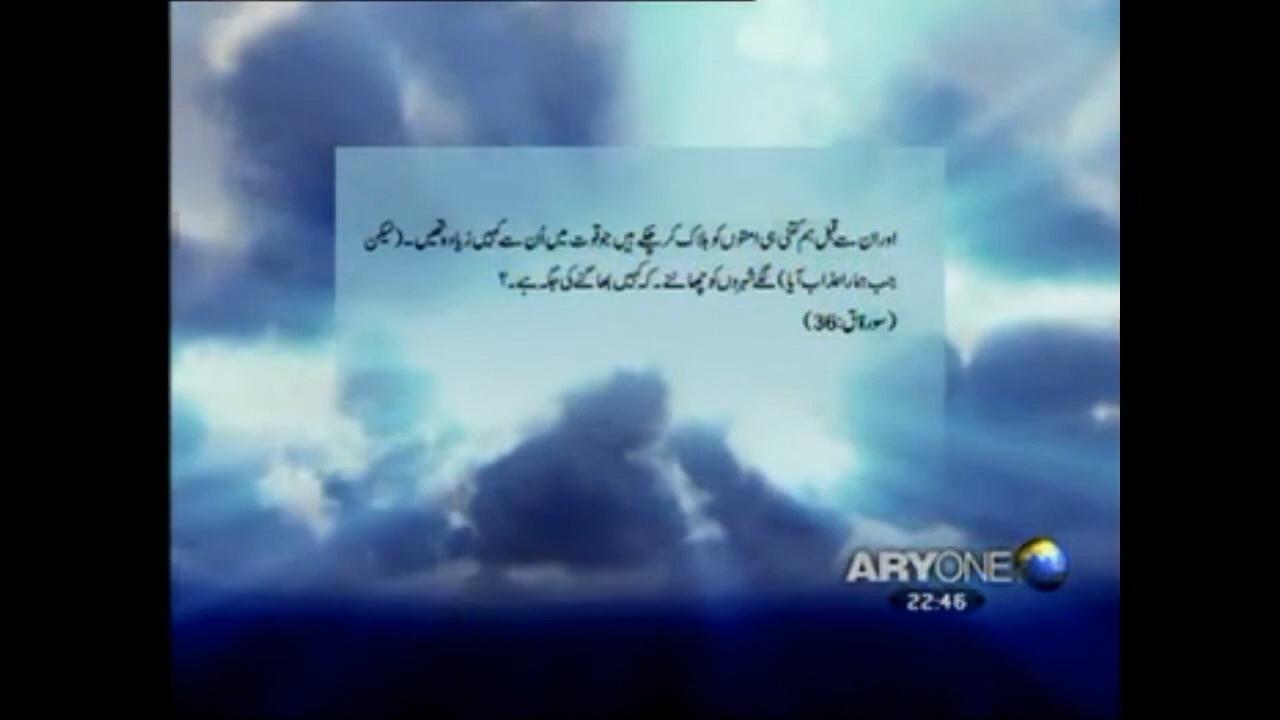 اور ان سے قبل ہم کتنی ہی امتوں کو ہلاک کر چکے ہیں جو قوت میں اُن سے کہیں زیادہ تھیں۔ (لیکن
جب ہمارا عذاب آیا) لگے شہروں کو چھاننے۔ کہ کہیں بھاگنے کی جگہ ہے۔؟
(سورۃ ق:36)
ARYONE
22:46